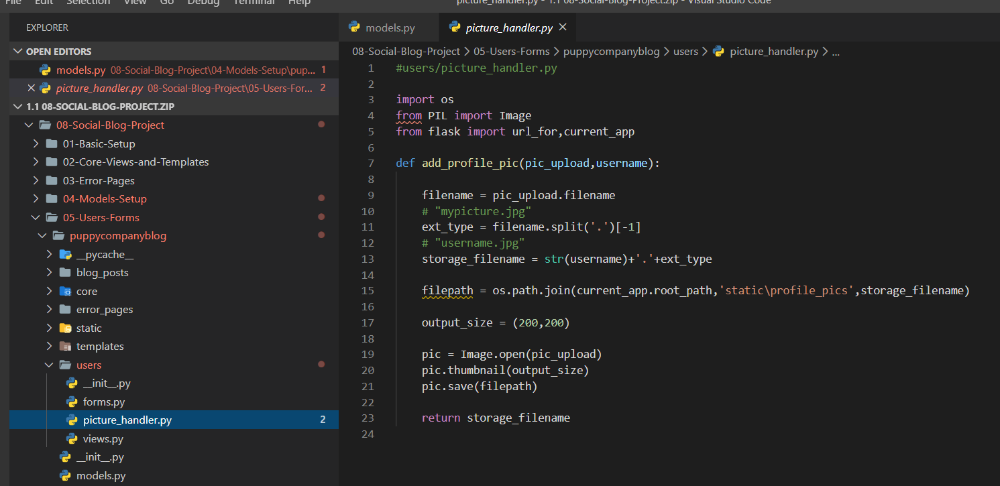 File Edit Selection View Go Debug Terminal Help picture_handler.py - 1.1 08-Social-Blog-Project.zip - Visual Studio Code
EXPLORER
OPEN EDITORS
models.py 08-Social-Blog-Project\04-Models-Setup\pup... 1
picture_handler.py 08-Social-Blog-Project\05-Users-For... 2
1.1 08-SOCIAL-BLOG-PROJECT.ZIP
08-Social-Blog-Project
01-Basic-Setup
02-Core-Views-and-Templates
03-Error-Pages
04-Models-Setup
05-Users-Forms
puppycompanyblog
__pycache__
blog_posts
core
error_pages
static
templates
users
__init__.py
forms.py
picture_handler.py 2
views.py
__init__.py
models.py
models.py picture_handler.py
08-Social-Blog-Project > 05-Users-Forms > puppycompanyblog > users > picture_handler.py > ...
1 #users/picture_handler.py
2
3 import os
4 from PIL import Image
5 from flask import url_for,current_app
6
7 def add_profile_pic(pic_upload,username):
8
9 filename = pic_upload.filename
10 # "mypicture.jpg"
11 ext_type = filename.split('.')[-1]
12 # "username.jpg"
13 storage_filename = str(username)+'.'+ext_type
14
15 filepath = os.path.join(current_app.root_path,'static\profile_pics',storage_filename)
16
17 output_size = (200,200)
18
19 pic = Image.open(pic_upload)
20 pic.thumbnail(output_size)
21 pic.save(filepath)
22
23 return storage_filename
24